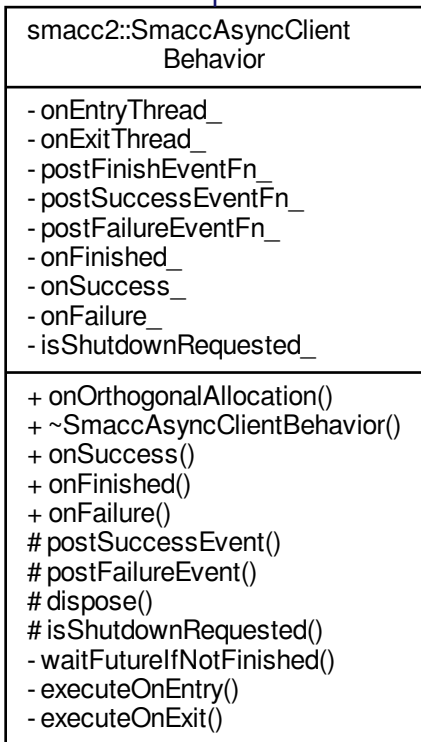 smacc2::SmaccAsyncClient
Behavior
- onEntryThread_
- onExitThread_
- postFinishEventFn_
- postSuccessEventFn_
- postFailureEventFn_
- onFinished_
- onSuccess_
- onFailure_
- isShutdownRequested_
+ onOrthogonalAllocation()
+ ~SmaccAsyncClientBehavior()
+ onSuccess()
+ onFinished()
+ onFailure()
# postSuccessEvent()
# postFailureEvent()
# dispose()
# isShutdownRequested()
- waitFutureIfNotFinished()
- executeOnEntry()
- executeOnExit()